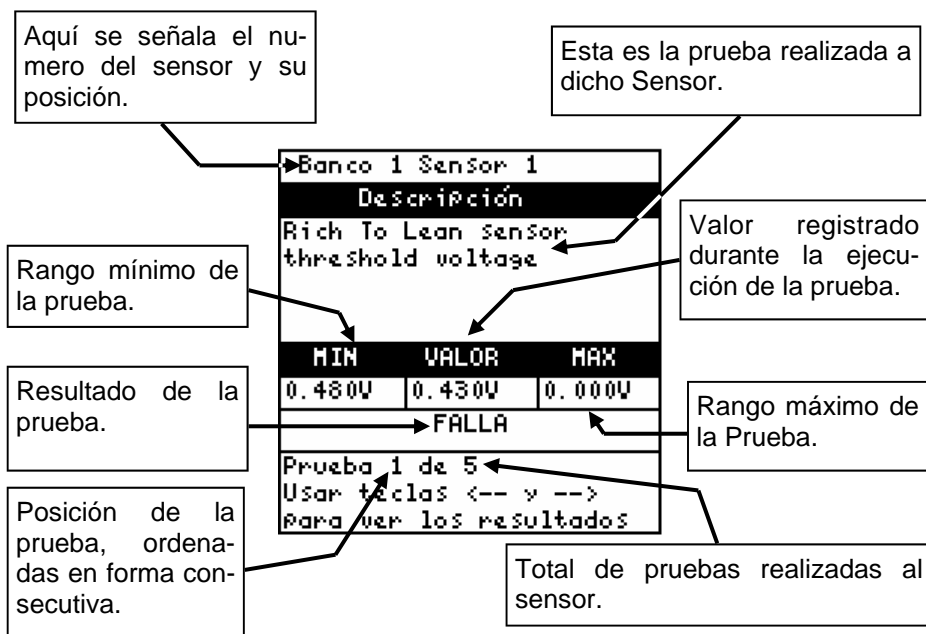 Aquí se señala el nu-
mero del sensor y su
posición.
Esta es la prueba realizada a
dicho Sensor.
Banco 1 Sensor 1
Descripción
Rich To Lean sensor
threshold voltage
Valor registrado
durante la ejecu-
ción de la prueba.
Rango mínimo de
la prueba.
MIN VALOR MAX
0.480V 0.430V 0.000V
FALLA
Resultado de la
prueba.
Rango máximo de
la Prueba.
Prueba 1 de 5
Usar teclas <-- y -->
para ver los resultados
Posición de la
prueba, ordena-
das en forma con-
secutiva.
Total de pruebas realizadas al
sensor.